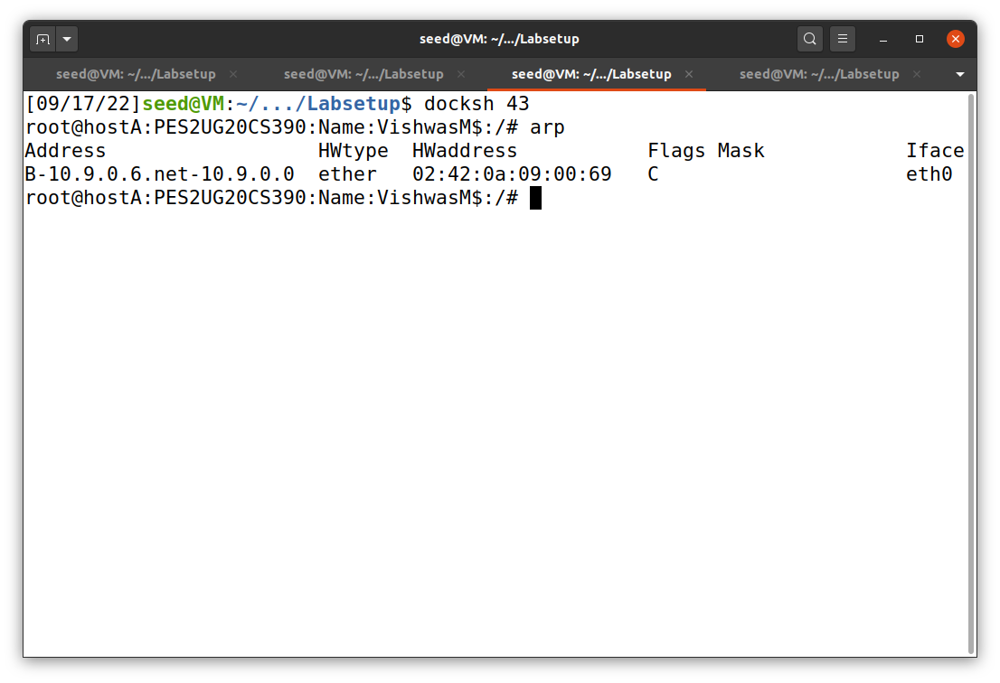 seed@VM: ~/.../Labsetup
seed@VM: ~/.../Labsetup × seed@VM: ~/.../Labsetup × seed@VM: ~/.../Labsetup × seed@VM: ~/.../Labsetup ×
[09/17/22]seed@VM:~/.../Labsetup$ docksh 43
root@hostA:PES2UG20CS390:Name:VishwasM$:/# arp
Address                  HWtype  HWaddress           Flags Mask            Iface
B-10.9.0.6.net-10.9.0.0  ether   02:42:0a:09:00:69   C                     eth0
root@hostA:PES2UG20CS390:Name:VishwasM$:/#